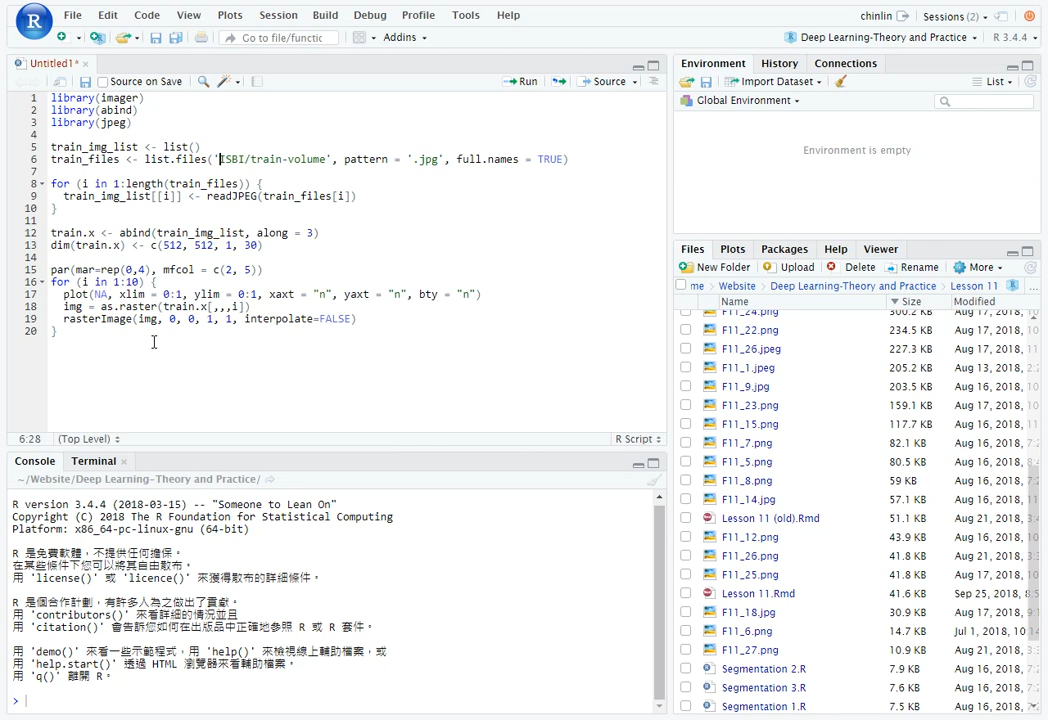 File Edit Code View Plots Session Build Debug Profile Tools Help
chinlin Sessions (2)
Go to file/function Addins
Deep Learning-Theory and Practice R 3.4.4
Untitled1*
Source on Save Run Source
1 library(imager)
2 library(abind)
3 library(jpeg)
4
5 train_img_list <- list()
6 train_files <- list.files('ISBI/train-volume', pattern = '.jpg', full.names = TRUE)
7
8 for (i in 1:length(train_files)) {
9 train_img_list[[i]] <- readJPEG(train_files[i])
10 }
11
12 train.x <- abind(train_img_list, along = 3)
13 dim(train.x) <- c(512, 512, 1, 30)
14
15 par(mar=rep(0,4), mfcol = c(2, 5))
16 for (i in 1:10) {
17 plot(NA, xlim = 0:1, ylim = 0:1, xaxt = "n", yaxt = "n", bty = "n")
18 img = as.raster(train.x[,,,i])
19 rasterImage(img, 0, 0, 1, 1, interpolate=FALSE)
20 }
6:28 (Top Level) R Script
Console Terminal
~/Website/Deep Learning-Theory and Practice/
R version 3.4.4 (2018-03-15) -- "Someone to Lean On"
Copyright (C) 2018 The R Foundation for Statistical Computing
Platform: x86_64-pc-linux-gnu (64-bit)
R 是免費軟體，不提供任何擔保。
在某些條件下您可以將其自由散布。
用 'license()' 或 'licence()' 來獲得散布的詳細條件。
R 是個合作計劃，有許多人為之做出了貢獻。
用 'contributors()' 來看詳細的情況並且
用 'citation()' 會告訴您如何在出版品中正確地參照 R 或 R 套件。
用 'demo()' 來看一些示範程式，用 'help()' 來檢視線上輔助檔案，或
用 'help.start()' 透過 HTML 瀏覽器來看輔助檔案。
用 'q()' 離開 R。
>
Environment History Connections
Import Dataset List
Global Environment
Environment is empty
Files Plots Packages Help Viewer
New Folder Upload Delete Rename More
me Website Deep Learning-Theory and Practice Lesson 11 ...
Name Size Modified
F11_24.png 300.2 KB Aug 17, 2018, 10
F11_22.png 234.5 KB Aug 17, 2018, 10
F11_26.jpeg 227.3 KB Aug 17, 2018, 11
F11_1.jpeg 205.2 KB Aug 13, 2018, 2:
F11_9.jpg 203.5 KB Aug 16, 2018, 10
F11_23.png 159.1 KB Aug 17, 2018, 10
F11_15.png 117.7 KB Aug 16, 2018, 11
F11_7.png 82.1 KB Aug 16, 2018,
F11_5.png 80.5 KB Aug 16, 2018,
F11_8.png 59 KB Aug 16, 2018, 7:
F11_14.jpg 57.1 KB Aug 16, 2018, 11
Lesson 11 (old).Rmd 51.1 KB Aug 21, 2018, 3:
F11_12.png 43.9 KB Aug 16, 2018, 11
F11_26.png 41.8 KB Aug 21, 2018, 3:
F11_25.png 41.8 KB Aug 17, 2018, 10
Lesson 11.Rmd 41.6 KB Sep 25, 2018, 8:
F11_18.jpg 30.9 KB Aug 17, 2018, 9:
F11_6.png 14.7 KB Jul 1, 2018, 10:
F11_27.png 10.9 KB Aug 21, 2018, 3:
Segmentation 2.R 7.9 KB Aug 16, 2018, 7:
Segmentation 3.R 7.6 KB Aug 16, 2018, 7:
Segmentation 1.R 7.5 KB Aug 16, 2018, 7: